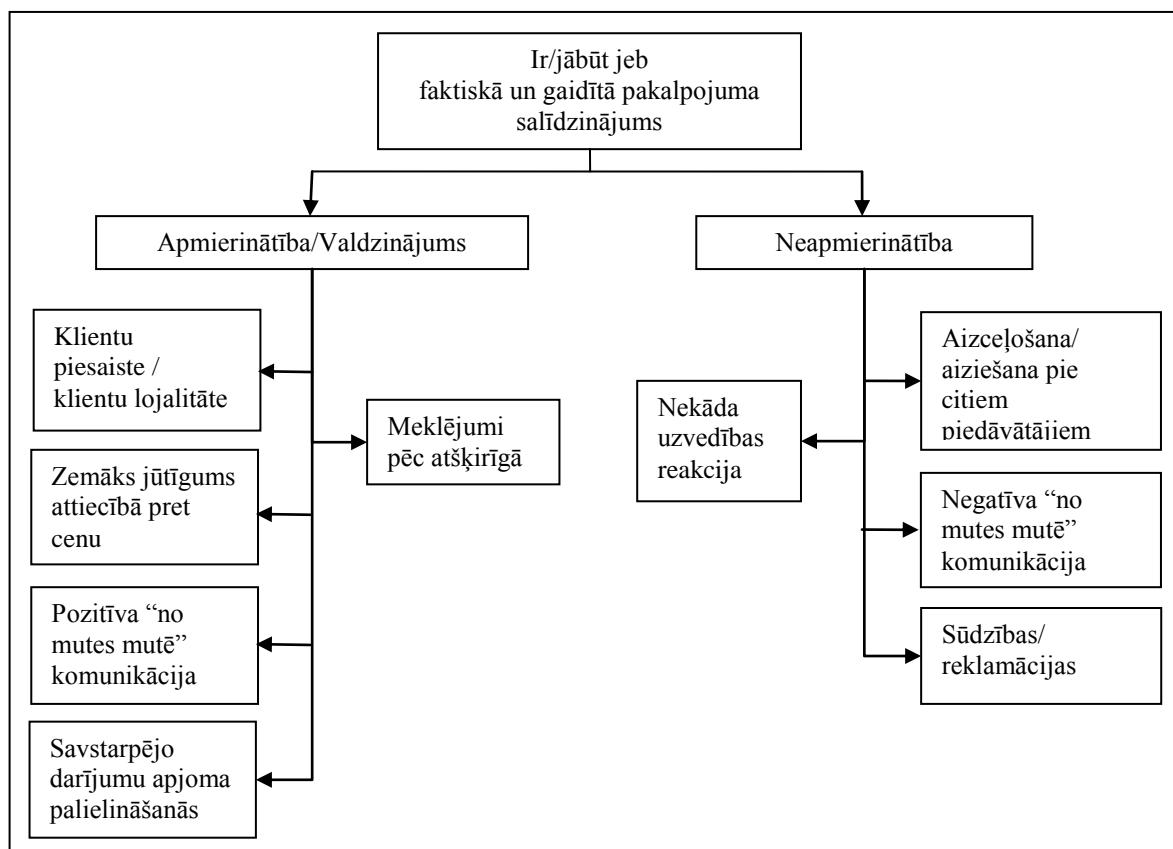 Ir/jābūt jeb
faktiskā un gaidītā pakalpojuma
salīdzinājums
Apmierinātība/Valdzinājums
Neapmierinātība
Klientu
piesaiste /
klientu lojalitāte
Meklējumi
pēc atšķirīgā
Zemāks jūtīgums
attiecībā pret
cenu
Pozitīva “no
mutes mutē”
komunikācija
Savstarpējo
darījumu apjoma
palielināšanās
Nekāda
uzvedības
reakcija
Aizceļošana/
aiziešana pie
citiem
piedāvātājiem
Negatīva “no
mutes mutē”
komunikācija
Sūdzības/
reklamācijas